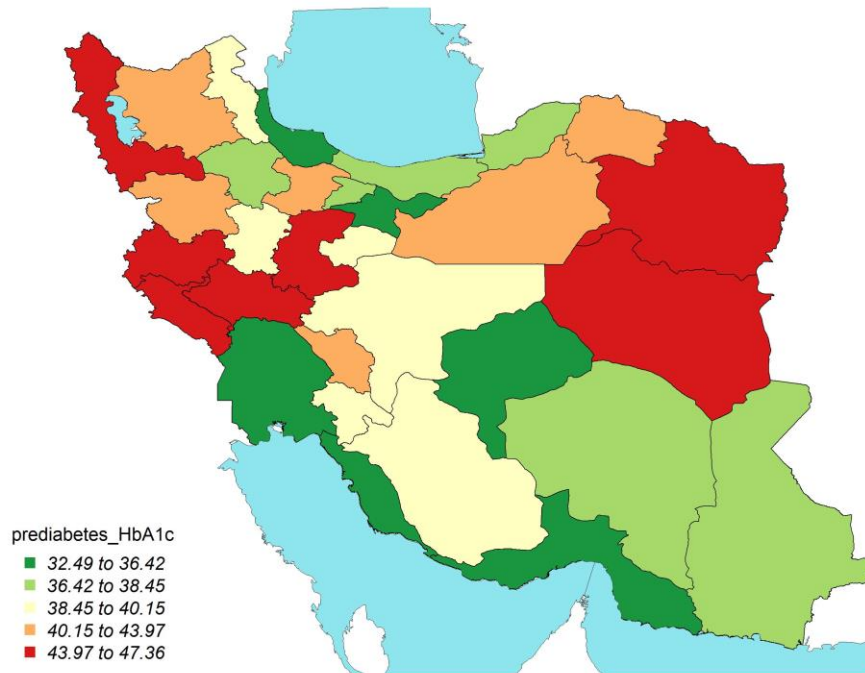 prediabetes_HbA1c
32.49 to 36.42
36.42 to 38.45
38.45 to 40.15
40.15 to 43.97
43.97 to 47.36